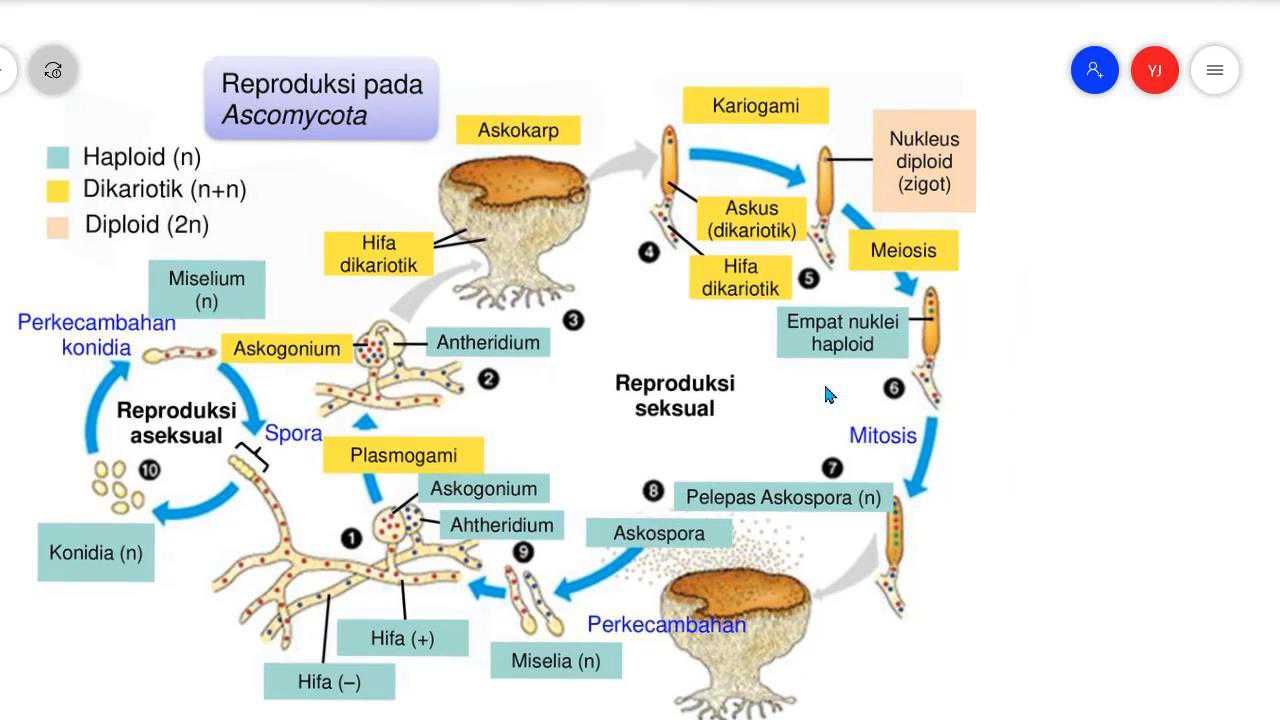 Reproduksi pada
Ascomycota
YJ
Haploid (n)
Dikariotik (n+n)
Diploid (2n)
Askokarp
Kariogami
Nukleus
diploid
(zigot)
Askus
(dikariotik)
Hifa
dikariotik
Hifa
dikariotik
4
5
Meiosis
3
Miselium
(n)
Perkecambahan
konidia
Askogonium
Antheridium
2
Empat nuklei
haploid
6
Reproduksi
seksual
Reproduksi
aseksual
Spora
10
Plasmogami
Mitosis
7
8
Pelepas Askospora (n)
Askogonium
Ahtheridium
Askospora
1
9
Konidia (n)
Perkecambahan
Hifa (+)
Miselia (n)
Hifa (–)